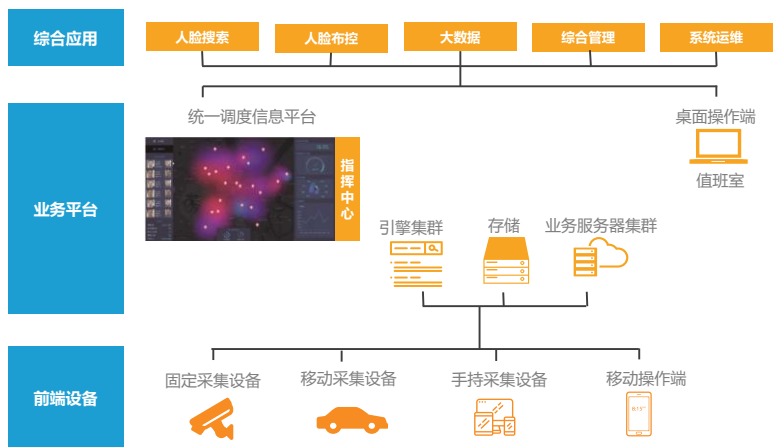 综合应用
人脸搜索
人脸布控
大数据
综合管理
系统运维
统一调度信息平台
桌面操作端
指挥中心
值班室
业务平台
引擎集群
存储
业务服务器集群
固定采集设备
移动采集设备
手持采集设备
移动操作端
前端设备